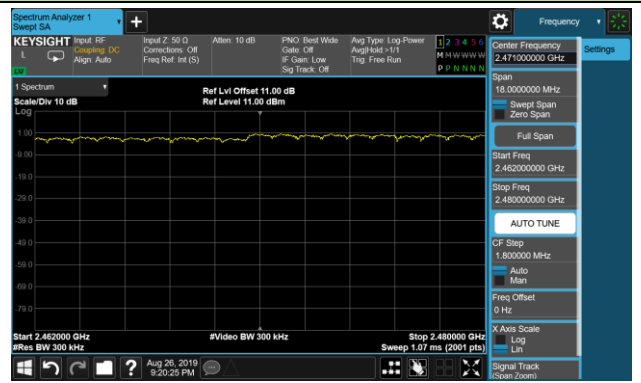 Spectrum Analyzer 1
Swept SA
Frequency
KEYSIGHT
L
Input: RF
Coupling: DC
Align: Auto
Input Z: 50 Ω
Corrections: Off
Freq Ref: Int (S)
Atten: 10 dB
PNO: Best Wide
Gate: Off
IF Gain: Low
Sig Track: Off
Avg Type: Log-Power
Avg|Hold:>1/1
Trig: Free Run
1 2 3 4 5 6
M M W W W W
P P N N N N
1 Spectrum
Scale/Div 10 dB
Ref Lvl Offset 11.00 dB
Ref Level 11.00 dBm
Log
1.00
-9.00
-19.0
-29.0
-39.0
-49.0
-59.0
-69.0
-79.0
Start 2.462000 GHz
#Res BW 300 kHz
#Video BW 300 kHz
Stop 2.480000 GHz
Sweep 1.07 ms (2001 pts)
Center Frequency
2.471000000 GHz
Settings
Span
18.0000000 MHz
Swept Span
Zero Span
Full Span
Start Freq
2.462000000 GHz
Stop Freq
2.480000000 GHz
AUTO TUNE
CF Step
1.800000 MHz
Auto
Man
Freq Offset
0 Hz
X Axis Scale
Log
Lin
Signal Track
(Span Zoom)
?
Aug 26, 2019
9:20:25 PM